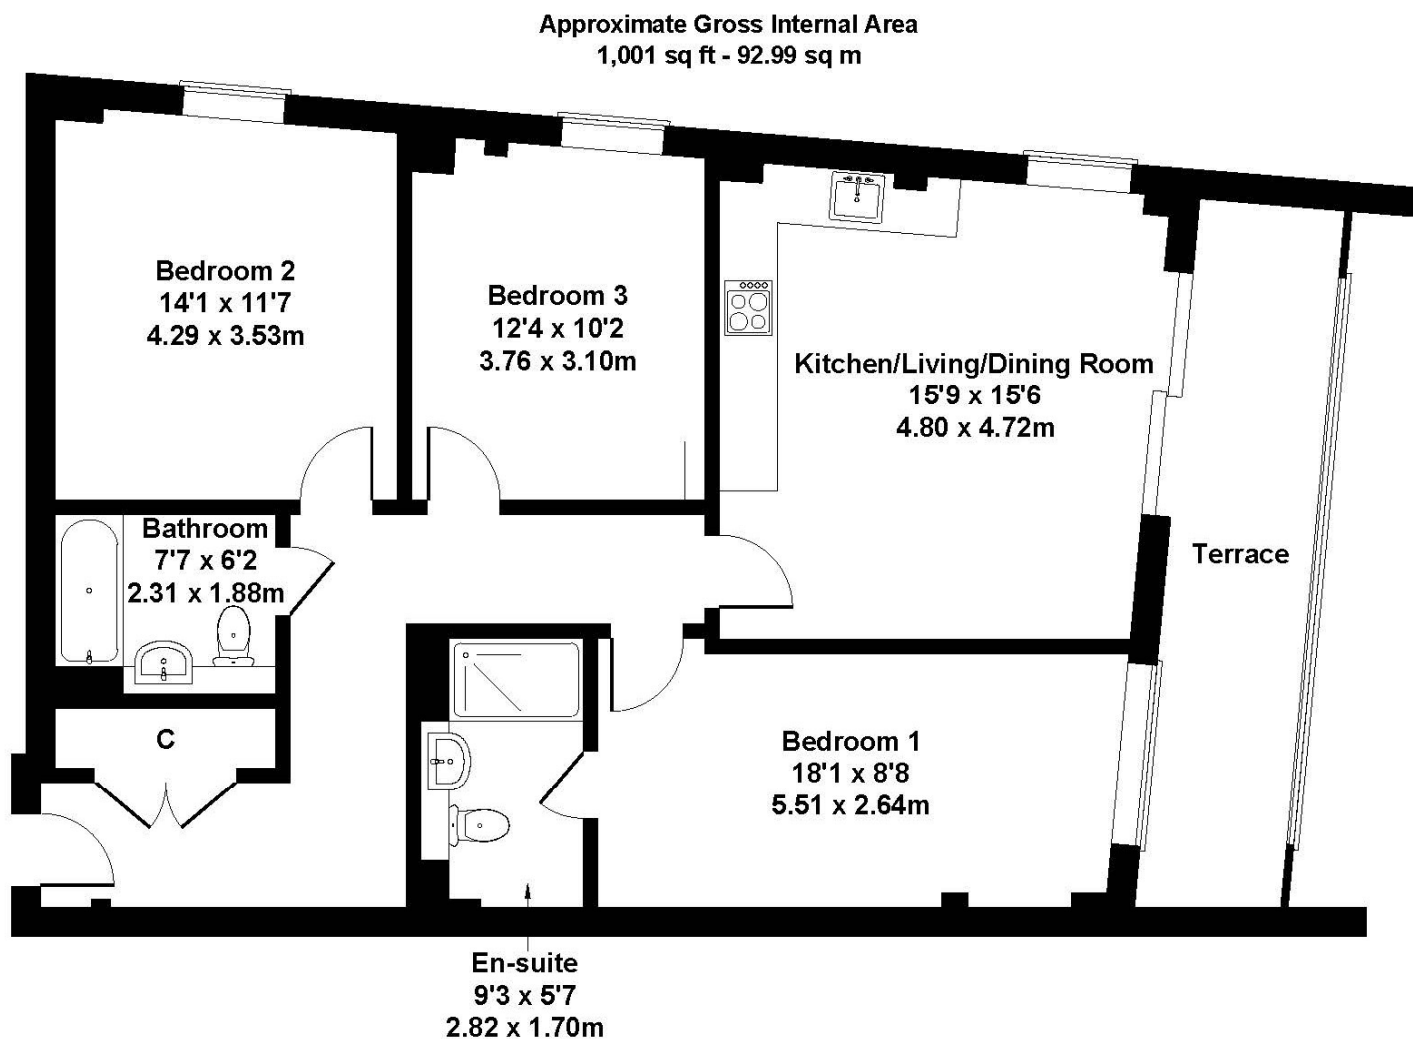 Approximate Gross Internal Area
1,001 sq ft - 92.99 sq m
Bedroom 2
14'1 x 11'7
4.29 x 3.53m
Bedroom 3
12'4 x 10'2
3.76 x 3.10m
Kitchen/Living/Dining Room
15'9 x 15'6
4.80 x 4.72m
Bathroom
7'7 x 6'2
2.31 x 1.88m
Terrace
C
Bedroom 1
18'1 x 8'8
5.51 x 2.64m
En-suite
9'3 x 5'7
2.82 x 1.70m